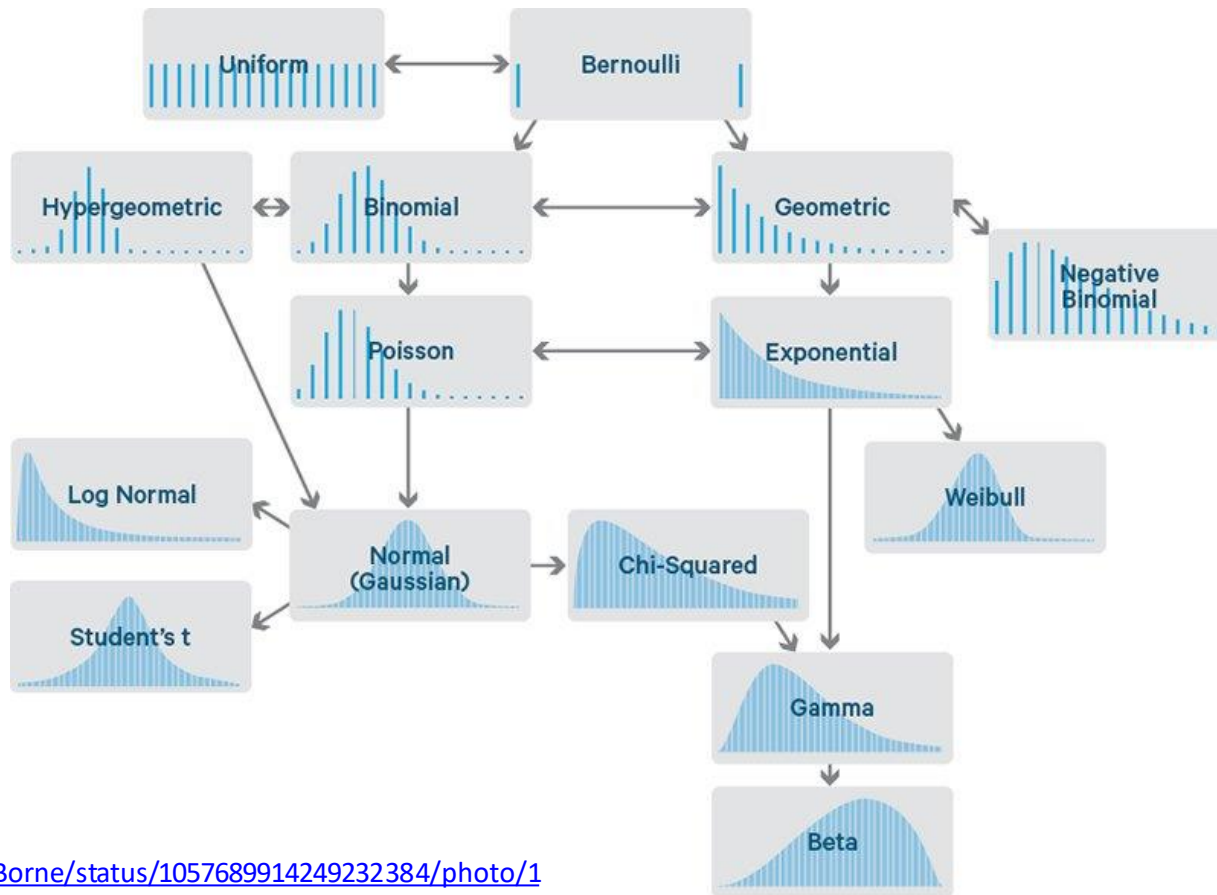 Uniform
Bernoulli
Hypergeometric
Binomial
Geometric
Negative
Binomial
Poisson
Exponential
Log Normal
Weibull
Normal
(Gaussian)
Chi-Squared
Student's t
Gamma
Beta
Borne/status/1057689914249232384/photo/1